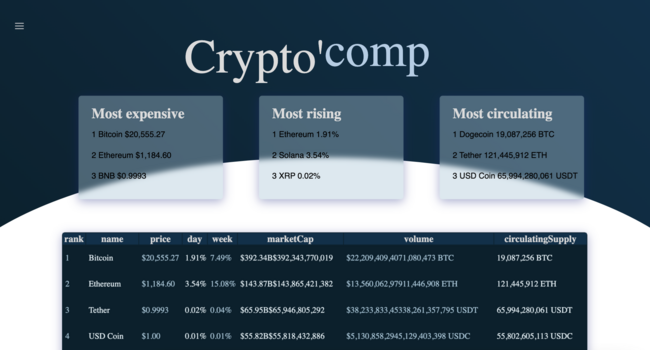 Crypto'comp
Most expensive
1 Bitcoin $20,555.27
2 Ethereum $1,184.60
3 BNB $0.9993
Most rising
1 Ethereum 1.91%
2 Solana 3.54%
3 XRP 0.02%
Most circulating
1 Dogecoin 19,087,256 BTC
2 Tether 121,445,912 ETH
3 USD Coin 65,994,280,061 USDT
rank name price day week marketCap volume circulatingSupply
1 Bitcoin $20,555.27 1.91% 7.49% $392.34B$392,343,770,019 $22,209,409,4071,080,473 BTC 19,087,256 BTC
2 Ethereum $1,184.60 3.54% 15.08% $143.87B$143,865,421,382 $13,560,062,97911,446,908 ETH 121,445,912 ETH
3 Tether $0.9993 0.02% 0.04% $65.95B$65,946,805,292 $38,233,833,45338,261,357,795 USDT 65,994,280,061 USDT
4 USD Coin $1.00 0.01% 0.01% $55.82B$55,818,432,886 $5,130,858,2945,129,403,398 USDC 55,802,605,113 USDC